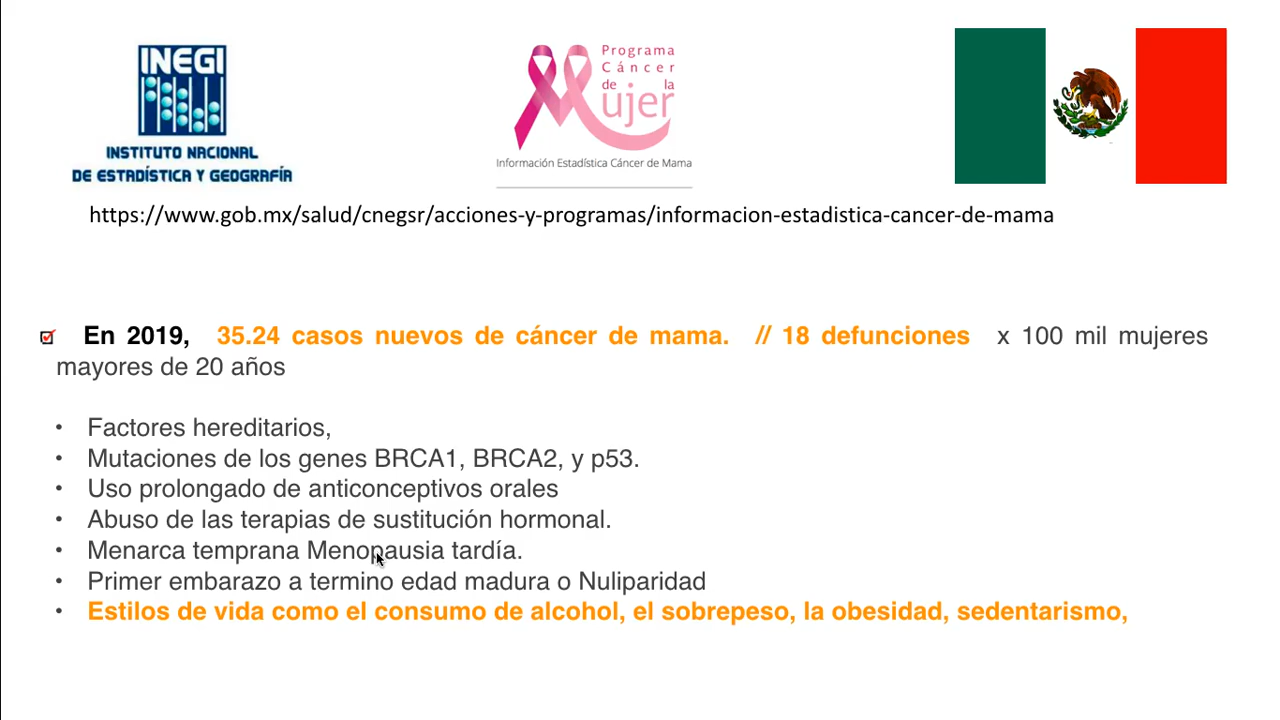 INEGI
INSTITUTO NACIONAL
DE ESTADÍSTICA Y GEOGRAFÍA
Programa
Cáncer
de la
Mujer
Información Estadística Cáncer de Mama
https://www.gob.mx/salud/cnegsr/acciones-y-programas/informacion-estadistica-cancer-de-mama
En 2019, 35.24 casos nuevos de cáncer de mama. // 18 defunciones x 100 mil mujeres
mayores de 20 años
• Factores hereditarios,
• Mutaciones de los genes BRCA1, BRCA2, y p53.
• Uso prolongado de anticonceptivos orales
• Abuso de las terapias de sustitución hormonal.
• Menarca temprana Menopausia tardía.
• Primer embarazo a termino edad madura o Nuliparidad
• Estilos de vida como el consumo de alcohol, el sobrepeso, la obesidad, sedentarismo,